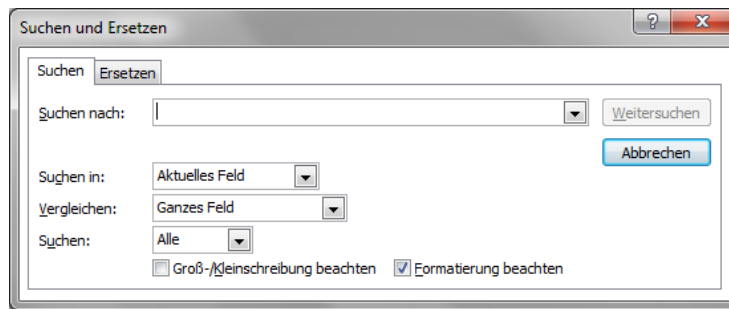 Suchen und Ersetzen
?
X
Suchen Ersetzen
Suchen nach: Weitersuchen
Abbrechen
Suchen in: Aktuelles Feld
Vergleichen: Ganzes Feld
Suchen: Alle
Groß-/Kleinschreibung beachten Formatierung beachten